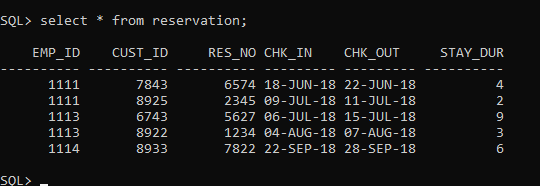 SQL> select * from reservation;
EMP_ID CUST_ID RES_NO CHK_IN CHK_OUT STAY_DUR
---------- ---------- ---------- --------- --------- ----------
1111 7843 6574 18-JUN-18 22-JUN-18 4
1111 8925 2345 09-JUL-18 11-JUL-18 2
1113 6743 5627 06-JUL-18 15-JUL-18 9
1113 8922 1234 04-AUG-18 07-AUG-18 3
1114 8933 7822 22-SEP-18 28-SEP-18 6
SQL>